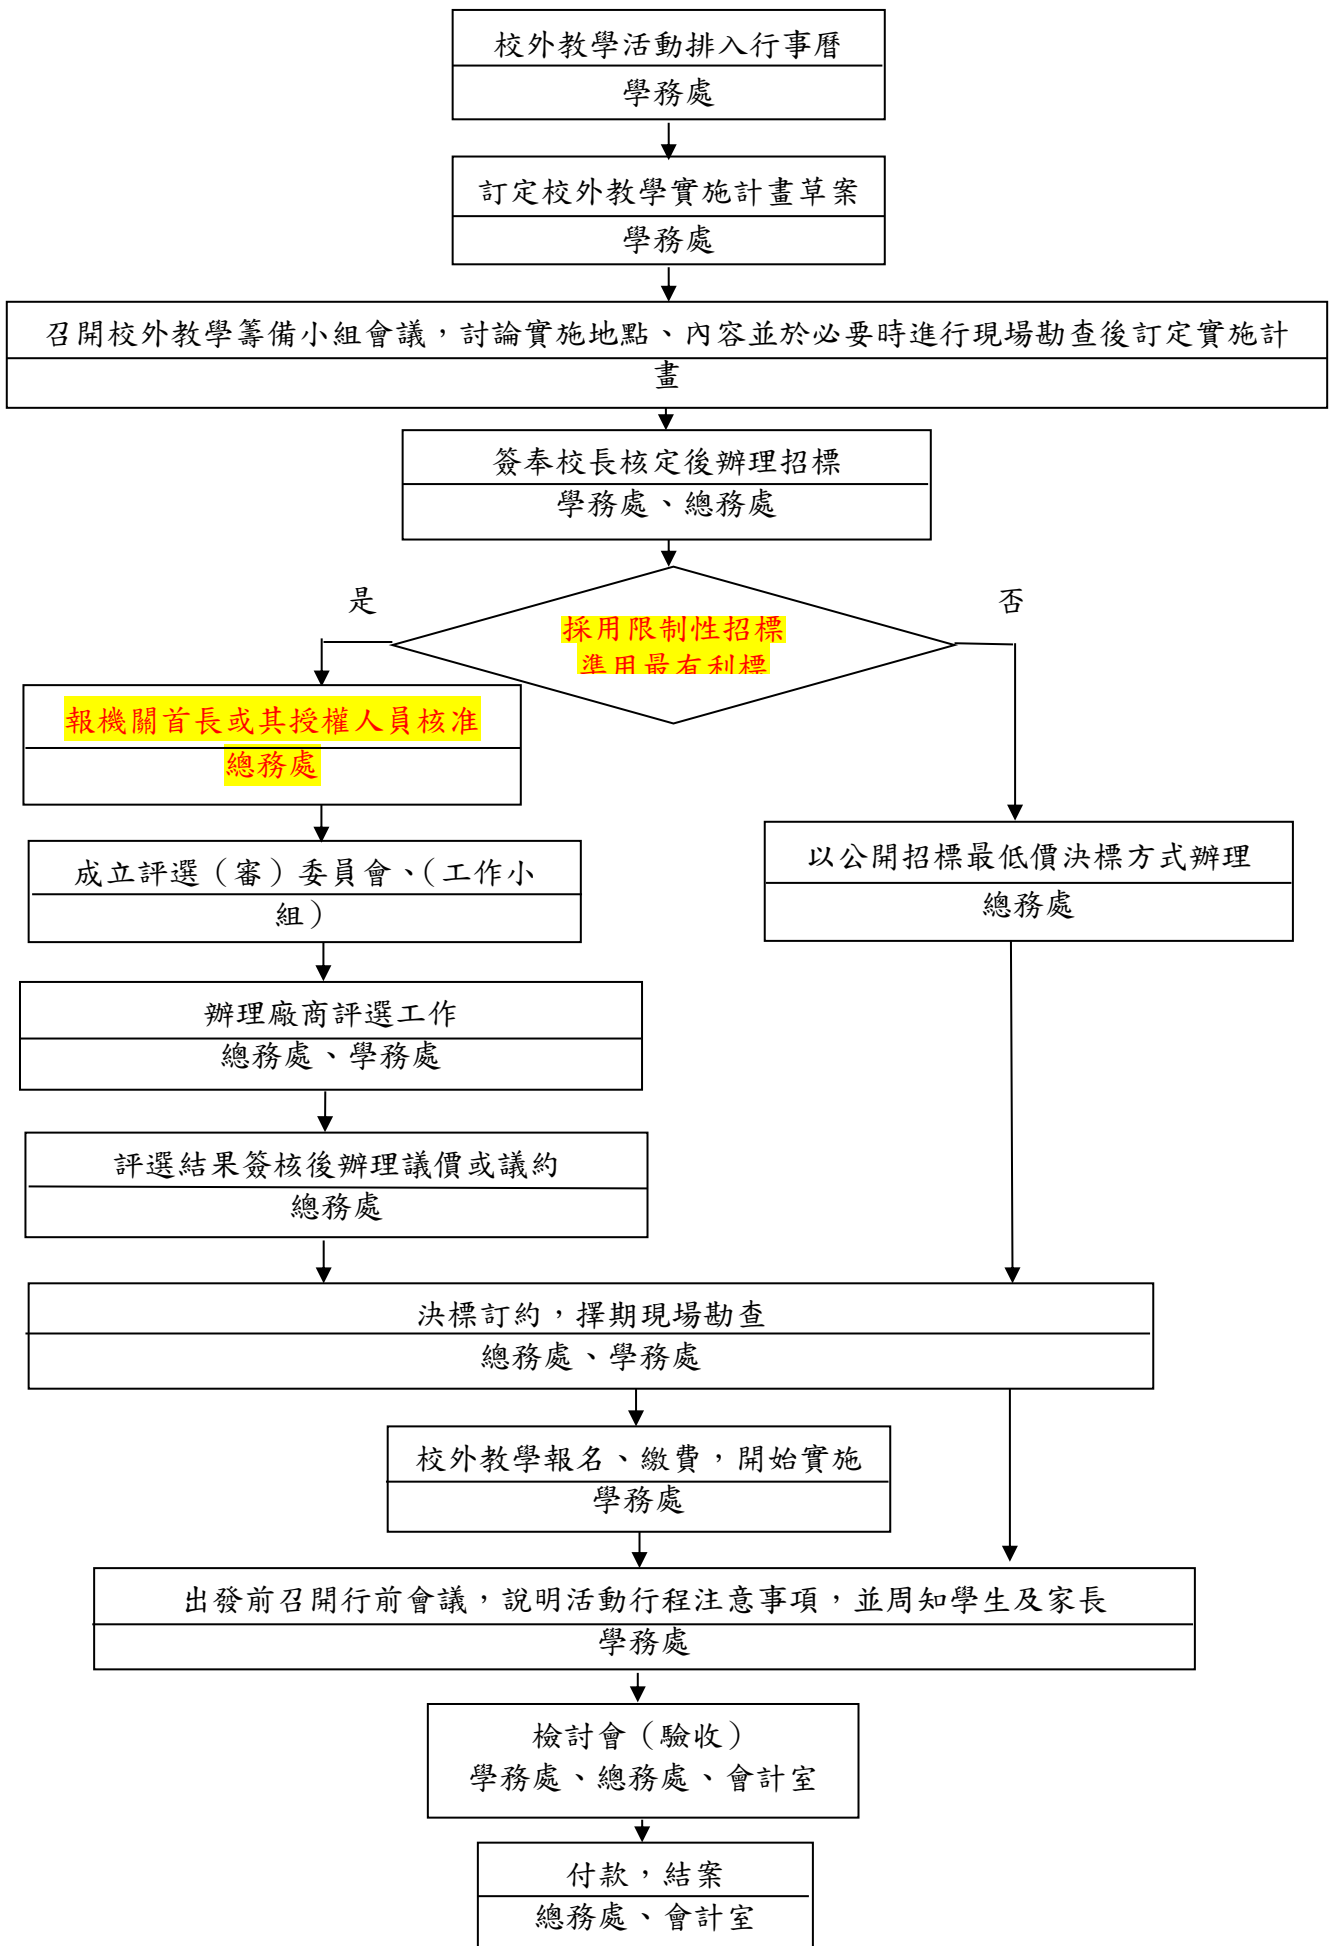 校外教學活動排入行事曆
學務處
訂定校外教學實施計畫草案
學務處
召開校外教學籌備小組會議，討論實施地點、內容並於必要時進行現場勘查後訂定實施計
畫
簽奉校長核定後辦理招標
學務處、總務處
是
否
採用限制性招標
準用最有利標
報機關首長或其授權人員核准
總務處
成立評選（審）委員會、（工作小
組）
以公開招標最低價決標方式辦理
總務處
辦理廠商評選工作
總務處、學務處
評選結果簽核後辦理議價或議約
總務處
決標訂約，擇期現場勘查
總務處、學務處
校外教學報名、繳費，開始實施
學務處
出發前召開行前會議，說明活動行程注意事項，並周知學生及家長
學務處
檢討會（驗收）
學務處、總務處、會計室
付款，結案
總務處、會計室